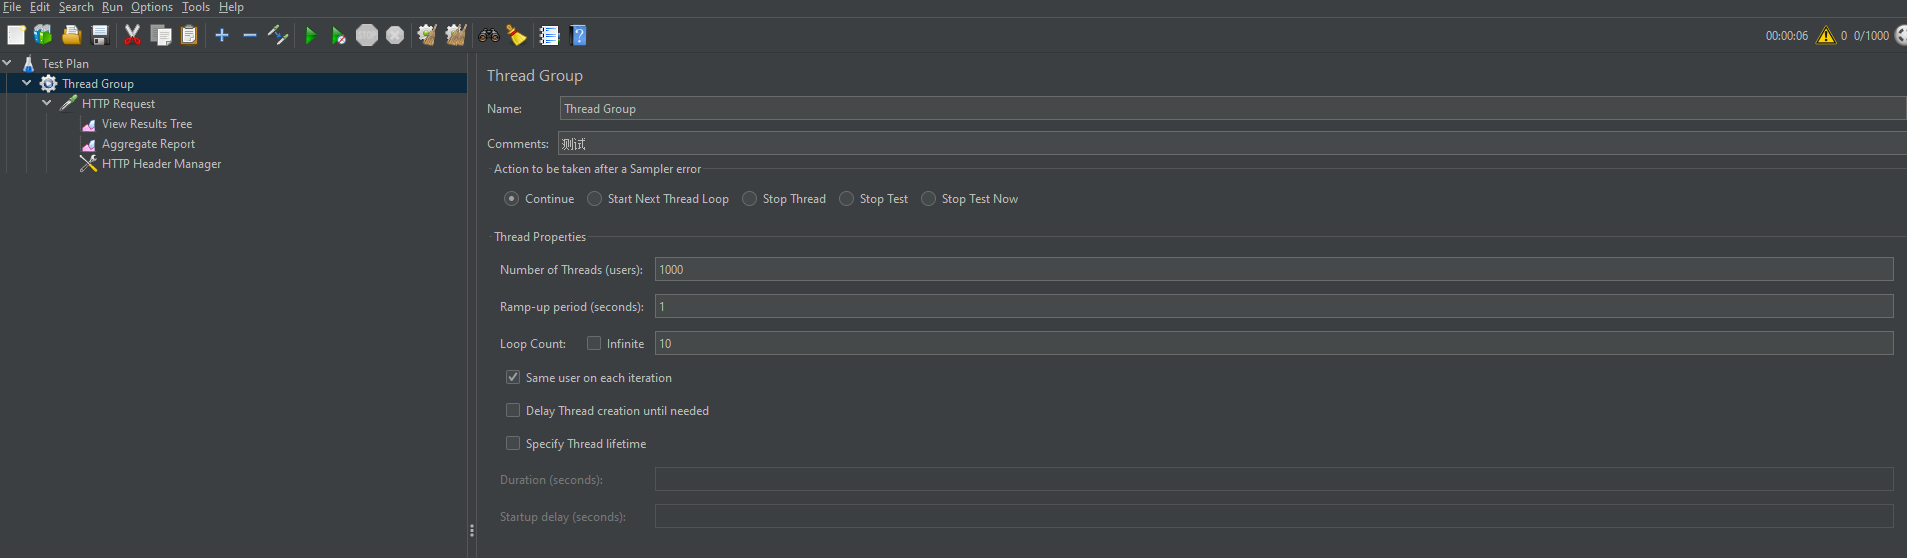 File Edit Search Run Options Tools Help
STOP
00:00:06 0 0/1000
Test Plan
Thread Group
HTTP Request
View Results Tree
Aggregate Report
HTTP Header Manager
Thread Group
Name: Thread Group
Comments: 测试
Action to be taken after a Sampler error
Continue Start Next Thread Loop Stop Thread Stop Test Stop Test Now
Thread Properties
Number of Threads (users): 1000
Ramp-up period (seconds): 1
Loop Count: Infinite 10
Same user on each iteration
Delay Thread creation until needed
Specify Thread lifetime
Duration (seconds):
Startup delay (seconds):